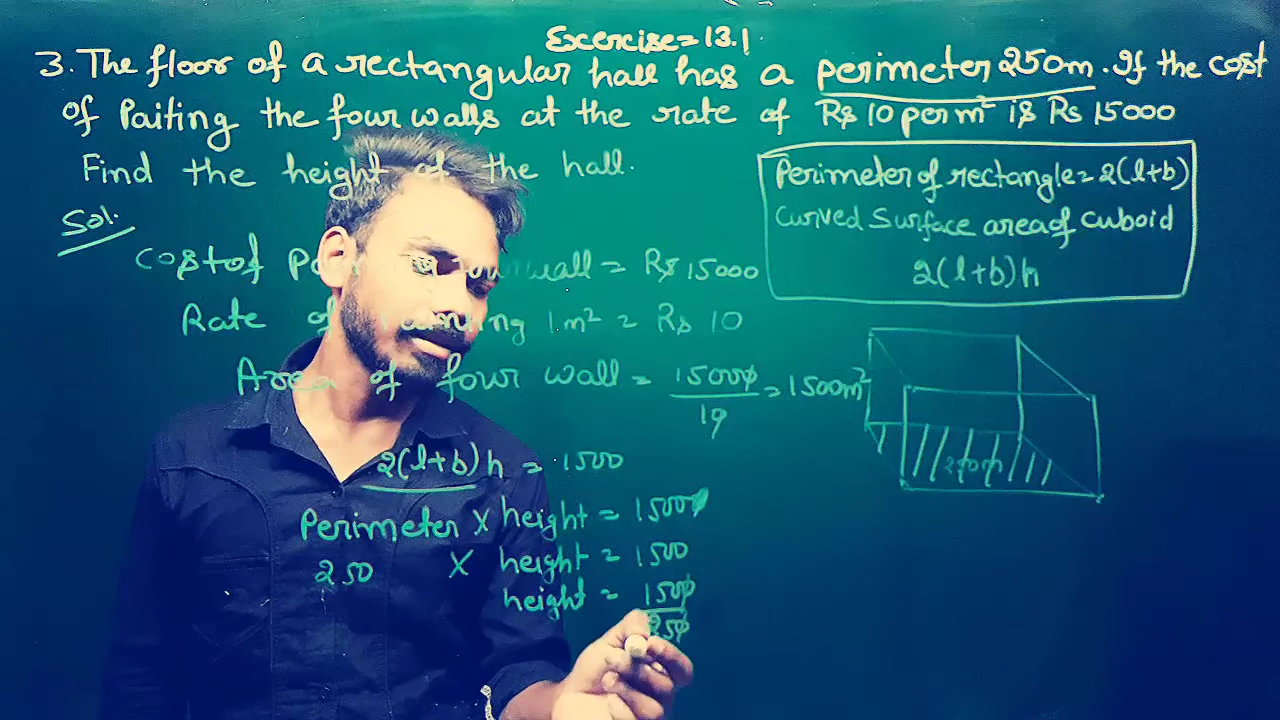 Exercise=13.1
3. The floor of a rectangular hall has a perimeter 250m. If the cost
of Paiting the four walls at the rate of Rs 10 per m² is Rs 15000
Find the height of the hall.
Perimeter of rectangle=2(l+b)
curved surface area of cuboid
2(l+b)h
Sol.
cost of wall = Rs 15000
Rate of 1m² = Rs 10
Area of four wall = 15000/10 = 1500m²
2(l+b)h = 1500
Perimeter × height = 1500
250 × height = 1500
height = 1500/250